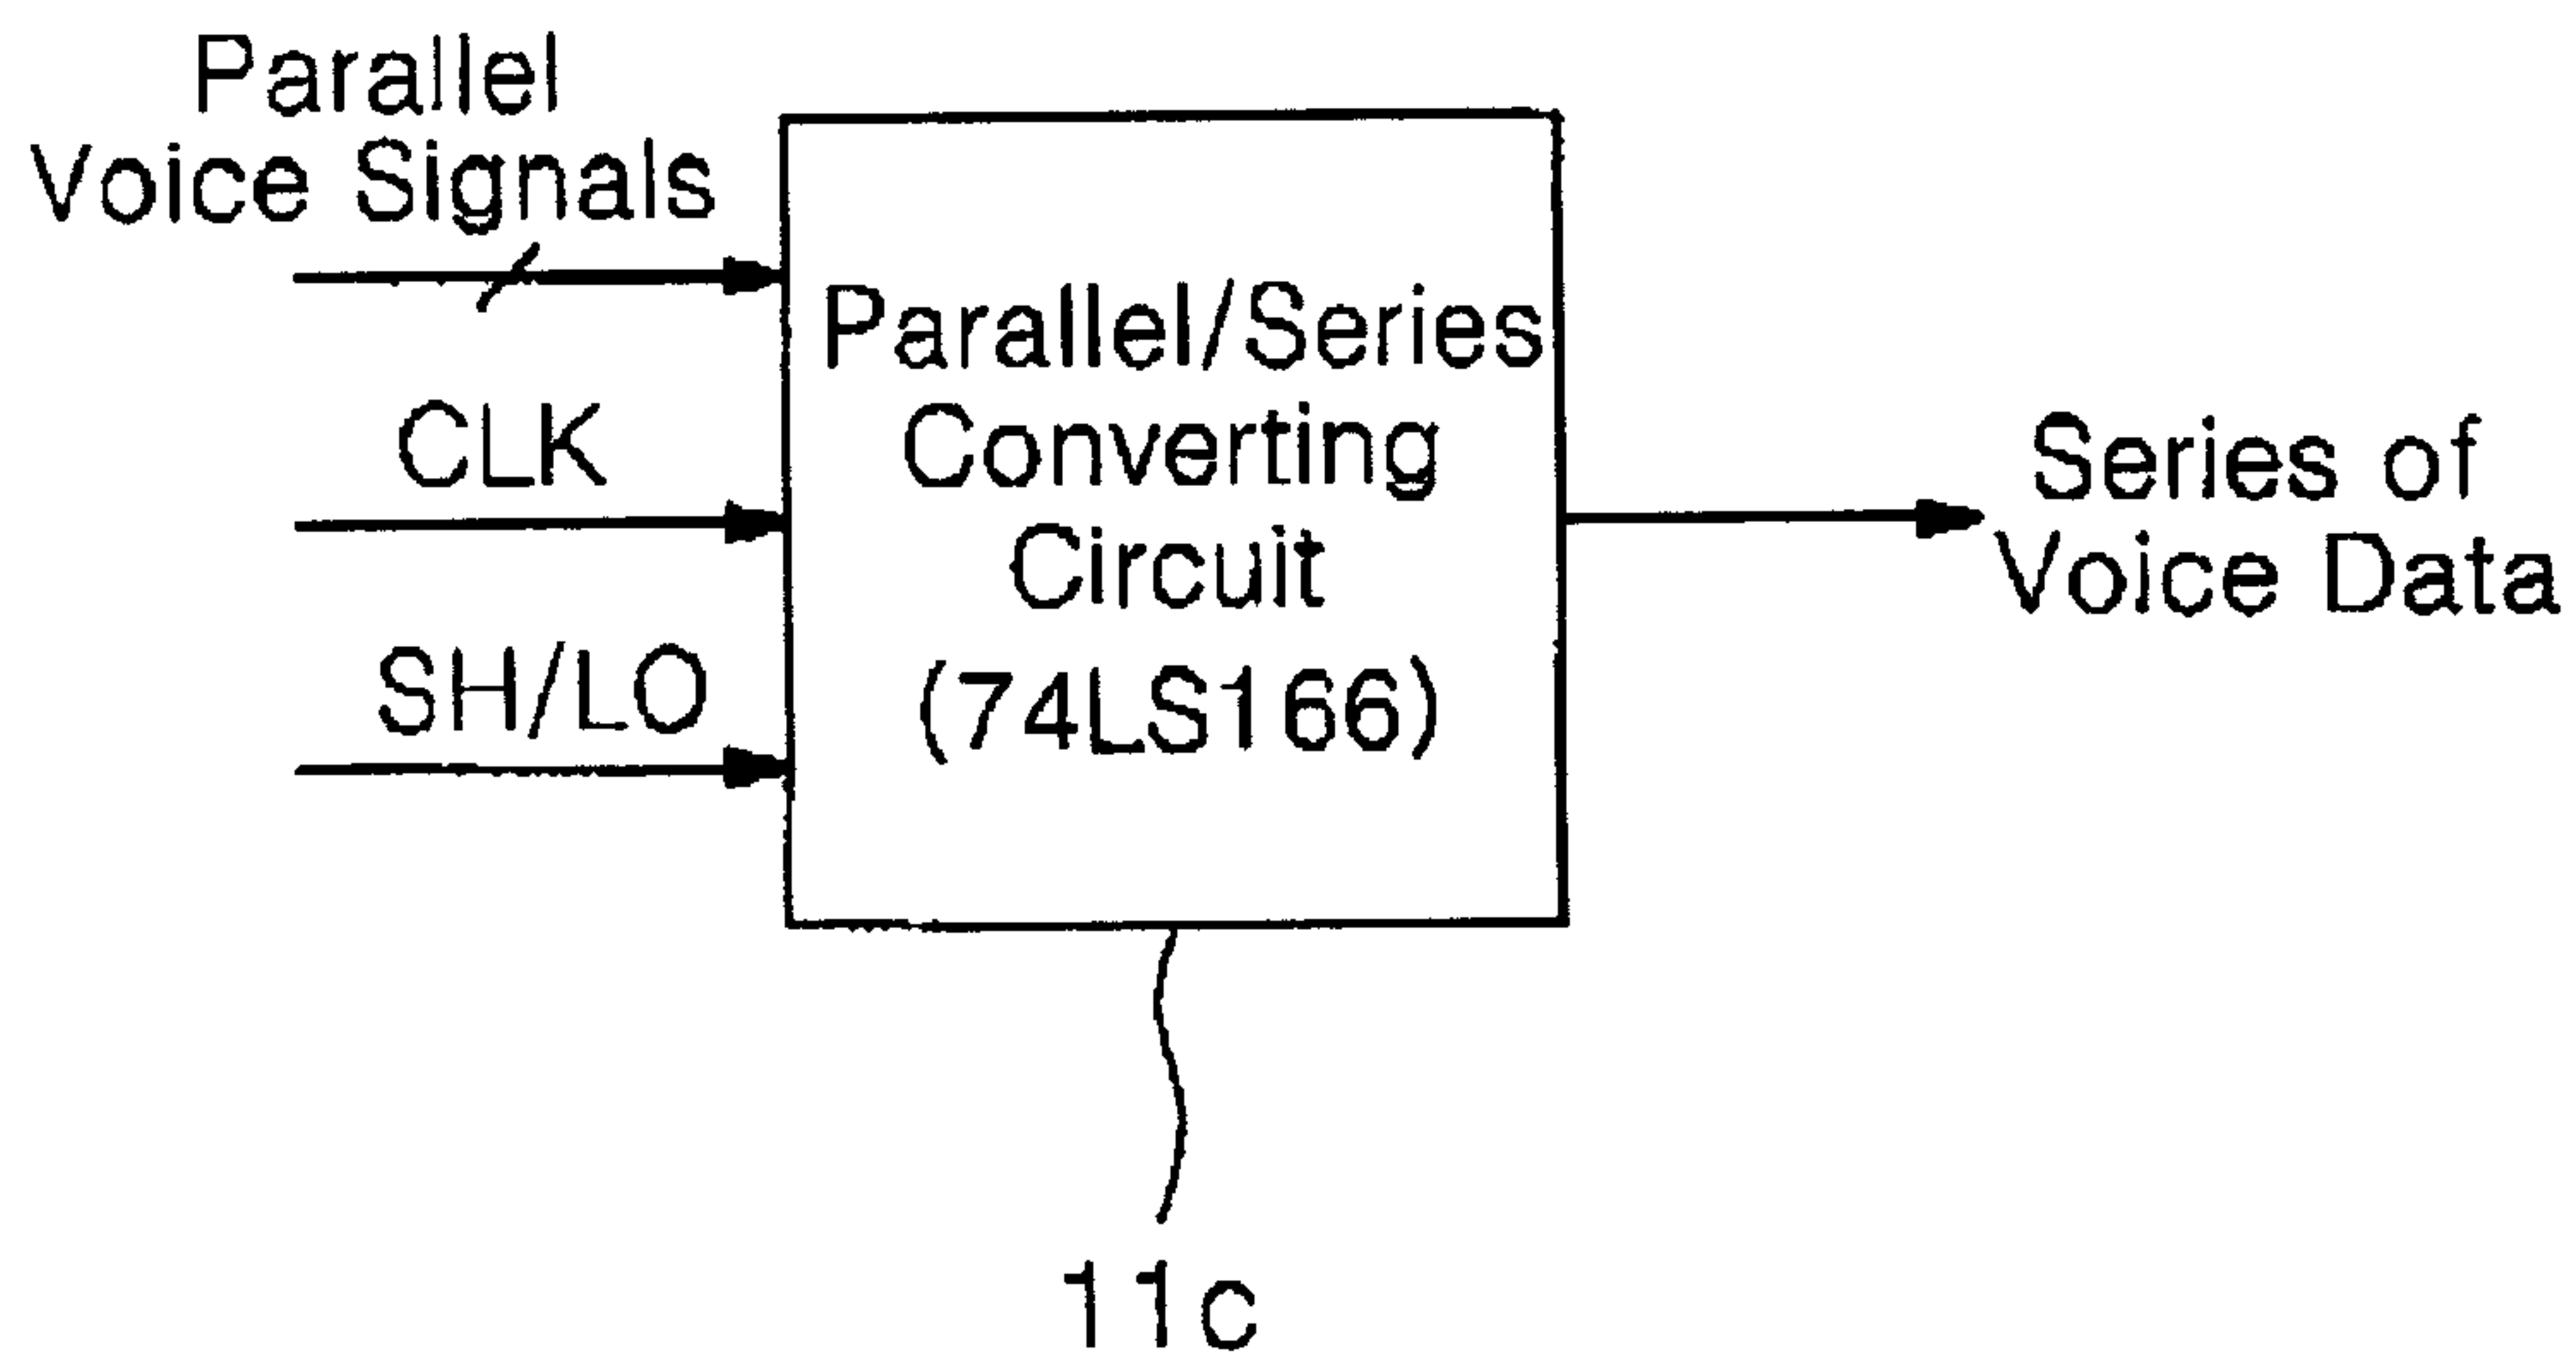 Parallel
Voice Signals
CLK
SH/LO
Parallel/Series
Converting
Circuit
(74LS166)
Series of
Voice Data
11c